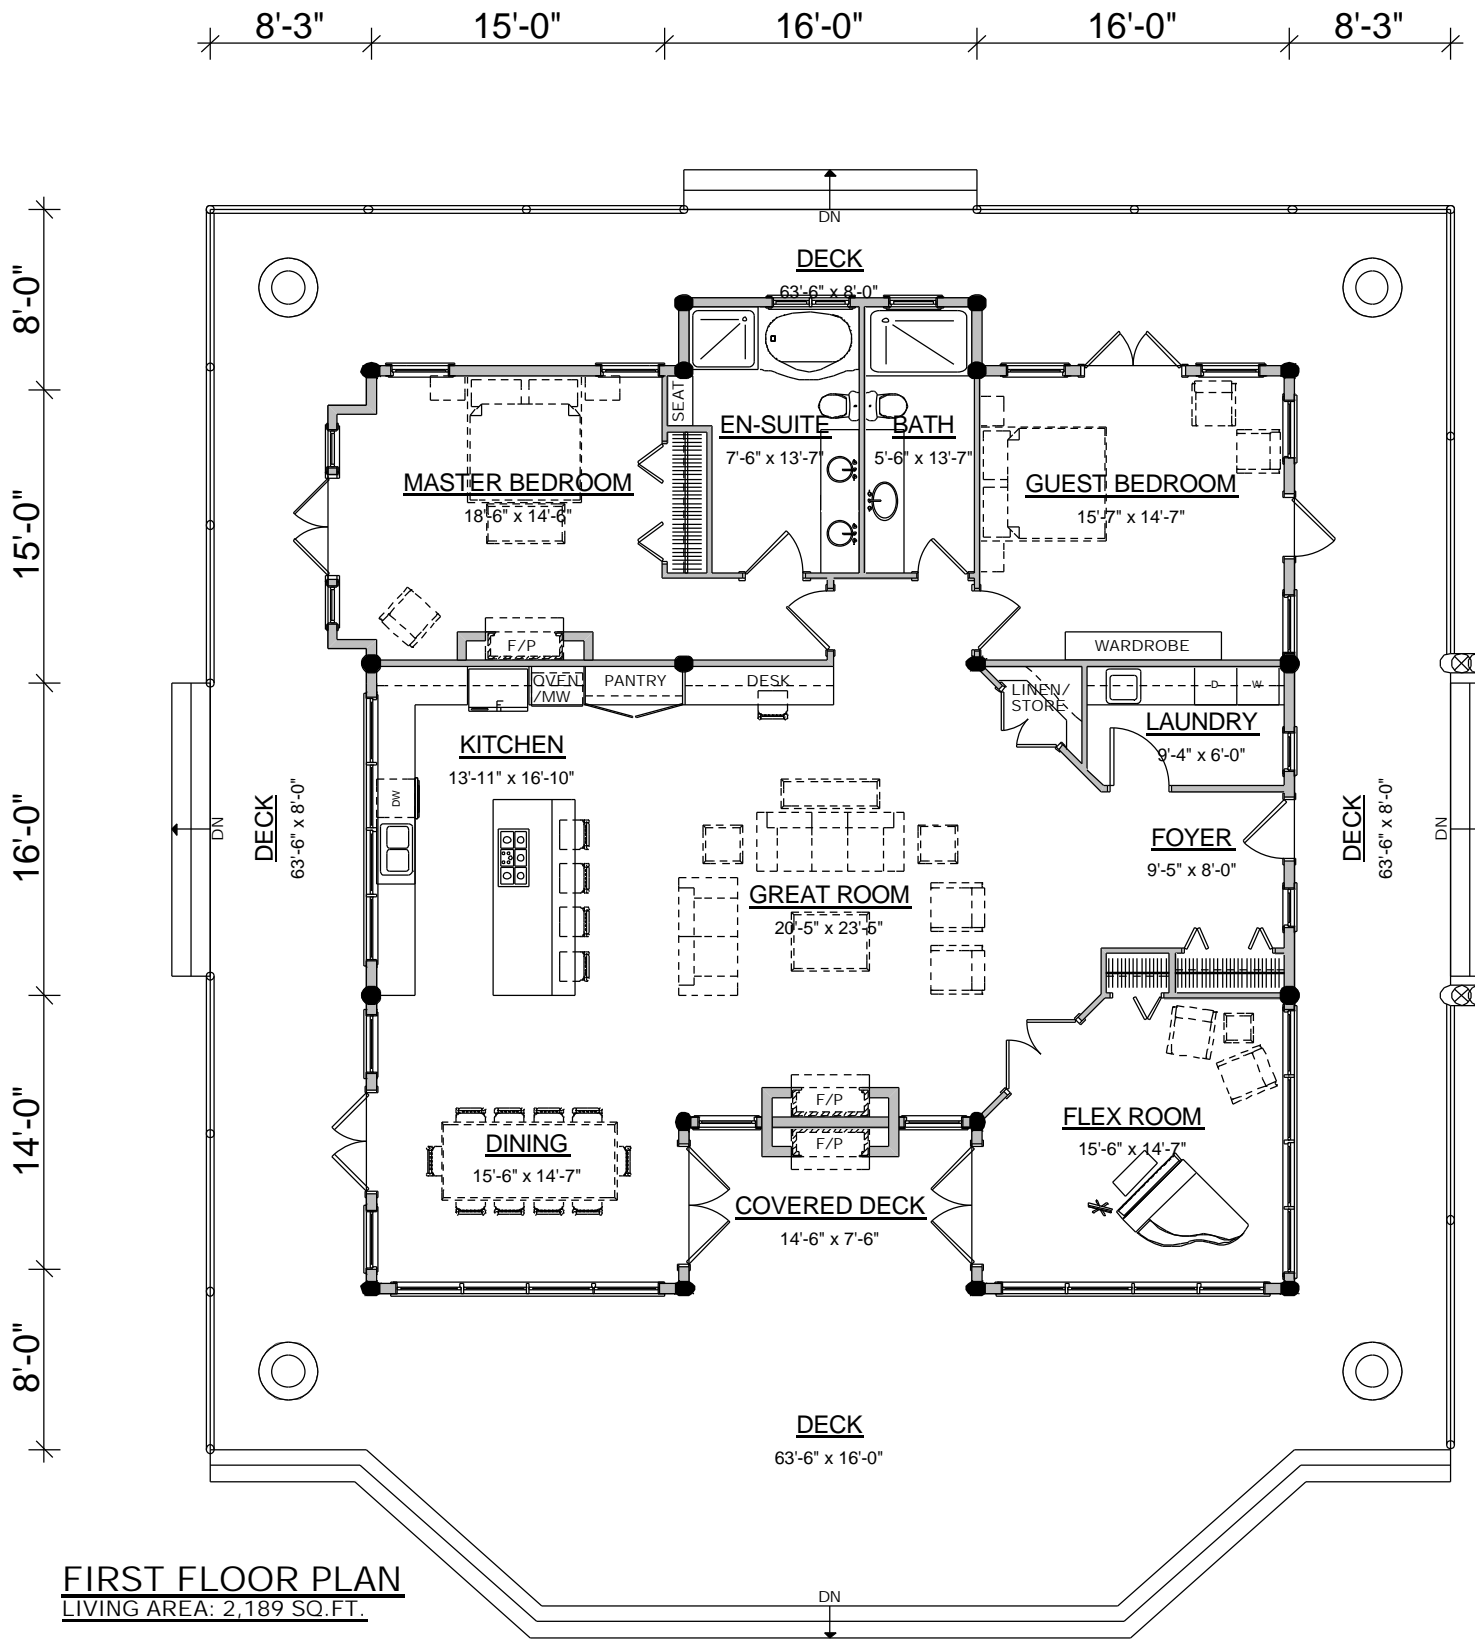 8'-3" 15'-0" 16'-0" 16'-0" 8'-3"
8'-0"
15'-0"
16'-0"
14'-0"
8'-0"
DN
DECK
63'-6" x 8'-0"
SEAT
EN-SUITE
7'-6" x 13'-7"
BATH
5'-6" x 13'-7"
MASTER BEDROOM
18'-6" x 14'-6"
GUEST BEDROOM
15'-7" x 14'-7"
F/P
WARDROBE
OVEN
/MW
PANTRY
DESK
F
LINEN/
STORE
D
W
LAUNDRY
9'-4" x 6'-0"
KITCHEN
13'-11" x 16'-10"
DW
DECK
63'-6" x 8'-0"
DN
FOYER
9'-5" x 8'-0"
DECK
63'-6" x 8'-0"
DN
GREAT ROOM
20'-5" x 23'-5"
F/P
F/P
DINING
15'-6" x 14'-7"
FLEX ROOM
15'-6" x 14'-7"
COVERED DECK
14'-6" x 7'-6"
DECK
63'-6" x 16'-0"
DN
FIRST FLOOR PLAN
LIVING AREA: 2,189 SQ.FT.